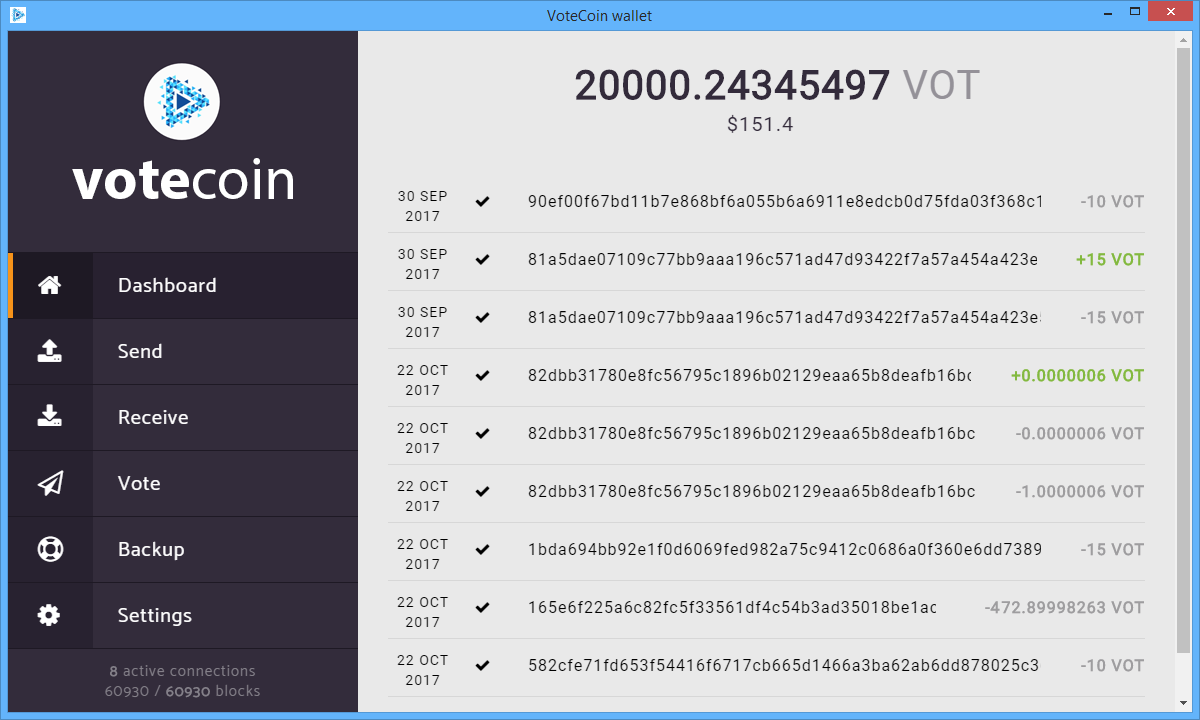 VoteCoin wallet
votecoin
Dashboard
Send
Receive
Vote
Backup
Settings
8 active connections
60930 / 60930 blocks
20000.24345497 VOT
$151.4
30 SEP
2017
90ef00f67bd11b7e868bf6a055b6a6911e8edcb0d75fda03f368c1
-10 VOT
30 SEP
2017
81a5dae07109c77bb9aaa196c571ad47d93422f7a57a454a423e
+15 VOT
30 SEP
2017
81a5dae07109c77bb9aaa196c571ad47d93422f7a57a454a423e
-15 VOT
22 OCT
2017
82dbb31780e8fc56795c1896b02129eaa65b8deafb16bc
+0.0000006 VOT
22 OCT
2017
82dbb31780e8fc56795c1896b02129eaa65b8deafb16bc
-0.0000006 VOT
22 OCT
2017
82dbb31780e8fc56795c1896b02129eaa65b8deafb16bc
-1.0000006 VOT
22 OCT
2017
1bda694bb92e1f0d6069fed982a75c9412c0686a0f360e6dd7389
-15 VOT
22 OCT
2017
165e6f225a6c82fc5f33561df4c54b3ad35018be1ac
-472.89998263 VOT
22 OCT
2017
582cfe71fd653f54416f6717cb665d1466a3ba62ab6dd878025c3
-10 VOT